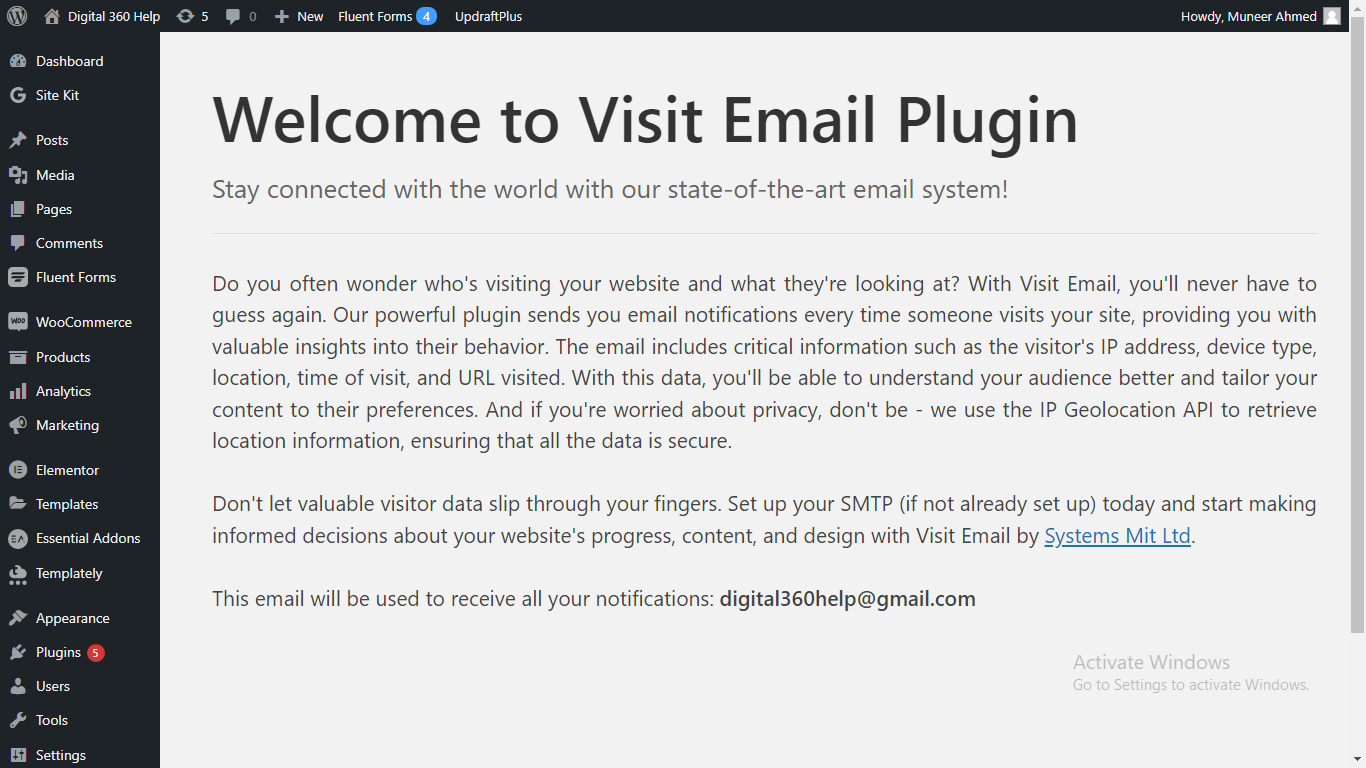 Digital 360 Help 5 0 New Fluent Forms 4 UpdraftPlus Howdy, Muneer Ahmed
Dashboard
Site Kit
Posts
Media
Pages
Comments
Fluent Forms
WooCommerce
Products
Analytics
Marketing
Elementor
Templates
Essential Addons
Templately
Appearance
Plugins 5
Users
Tools
Settings
Welcome to Visit Email Plugin
Stay connected with the world with our state-of-the-art email system!
Do you often wonder who's visiting your website and what they're looking at? With Visit Email, you'll never have to
guess again. Our powerful plugin sends you email notifications every time someone visits your site, providing you with
valuable insights into their behavior. The email includes critical information such as the visitor's IP address, device type,
location, time of visit, and URL visited. With this data, you'll be able to understand your audience better and tailor your
content to their preferences. And if you're worried about privacy, don't be - we use the IP Geolocation API to retrieve
location information, ensuring that all the data is secure.
Don't let valuable visitor data slip through your fingers. Set up your SMTP (if not already set up) today and start making
informed decisions about your website's progress, content, and design with Visit Email by Systems Mit Ltd.
This email will be used to receive all your notifications: digital360help@gmail.com
Activate Windows
Go to Settings to activate Windows.